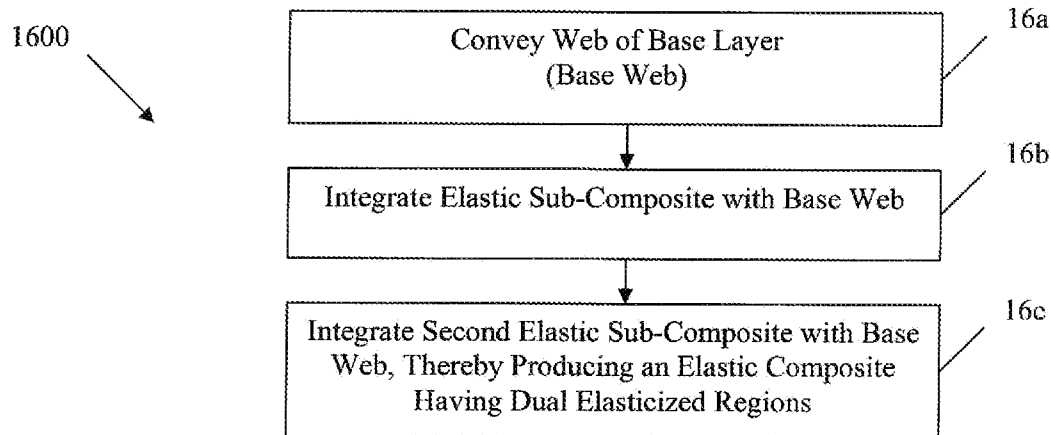 1600
16a
Convey Web of Base Layer
(Base Web)
16b
Integrate Elastic Sub-Composite with Base Web
16c
Integrate Second Elastic Sub-Composite with Base
Web, Thereby Producing an Elastic Composite
Having Dual Elasticized Regions